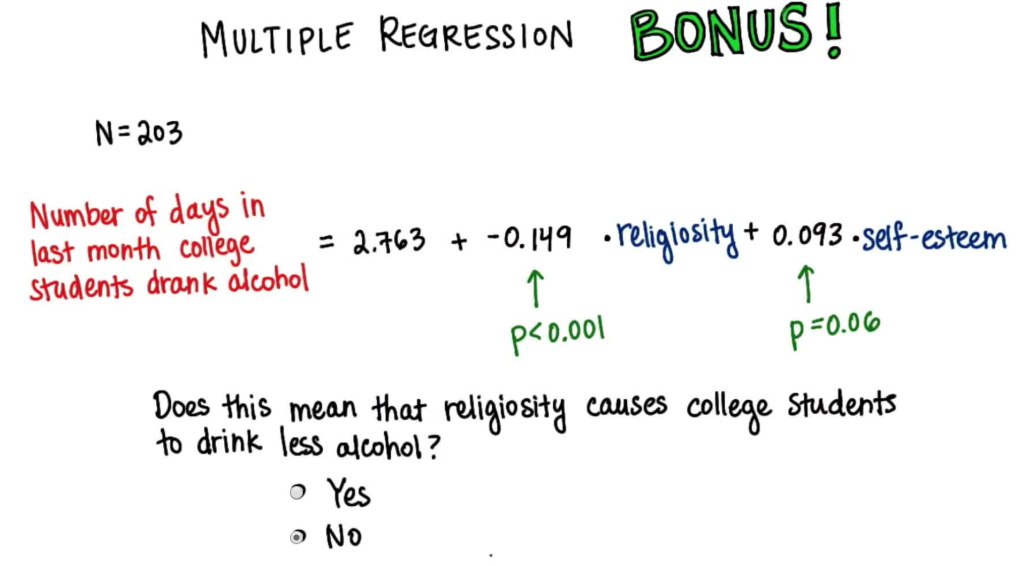 MULTIPLE REGRESSION BONUS!
N=203
Number of days in
last month college
students drank alcohol
= 2.763 + -0.149 · religiosity + 0.093 · self-esteem
p<0.001
p=0.06
Does this mean that religiosity causes college students
to drink less alcohol?
Yes
No